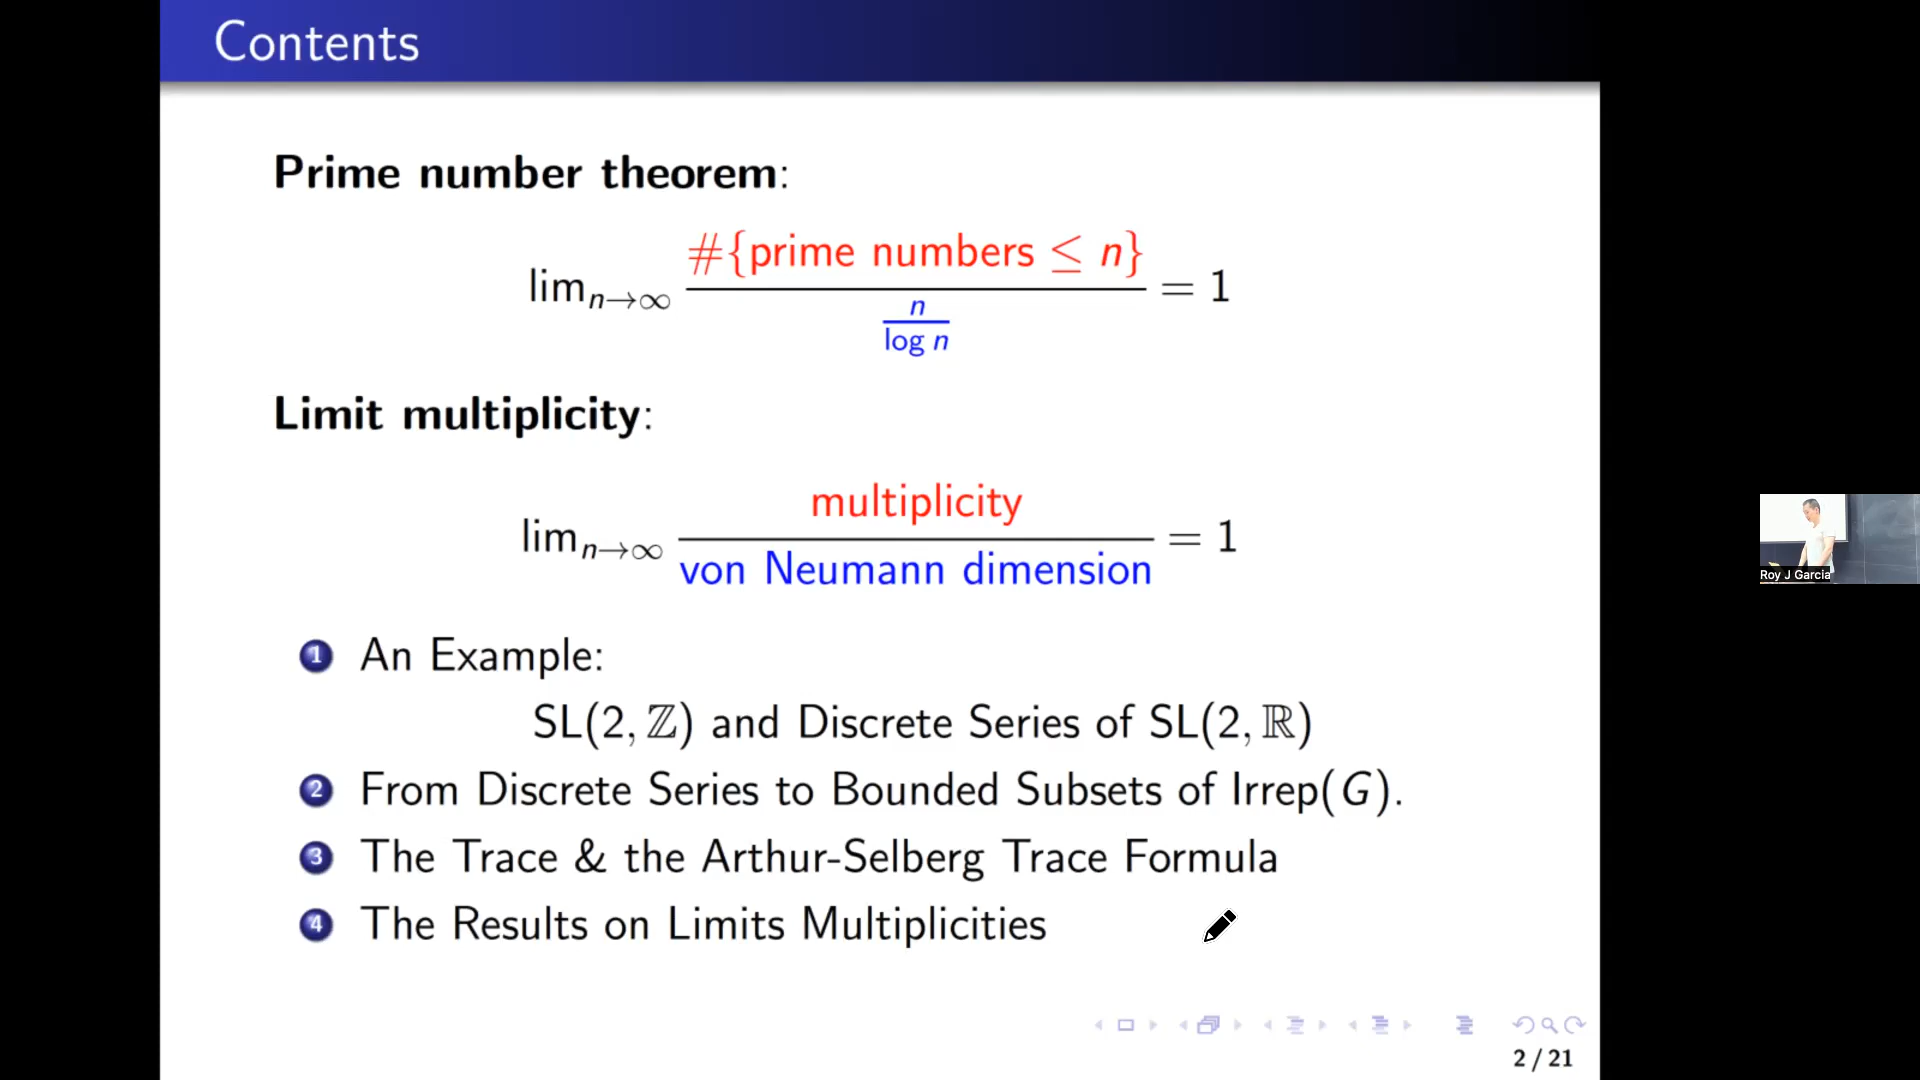 Contents
Prime number theorem:
lim_{n→∞} #{prime numbers ≤ n} / (n / log n) = 1
Limit multiplicity:
lim_{n→∞} multiplicity / von Neumann dimension = 1
1 An Example:
SL(2, ℤ) and Discrete Series of SL(2, ℝ)
2 From Discrete Series to Bounded Subsets of Irrep(G).
3 The Trace & the Arthur-Selberg Trace Formula
4 The Results on Limits Multiplicities
Roy J Garcia
2 / 21